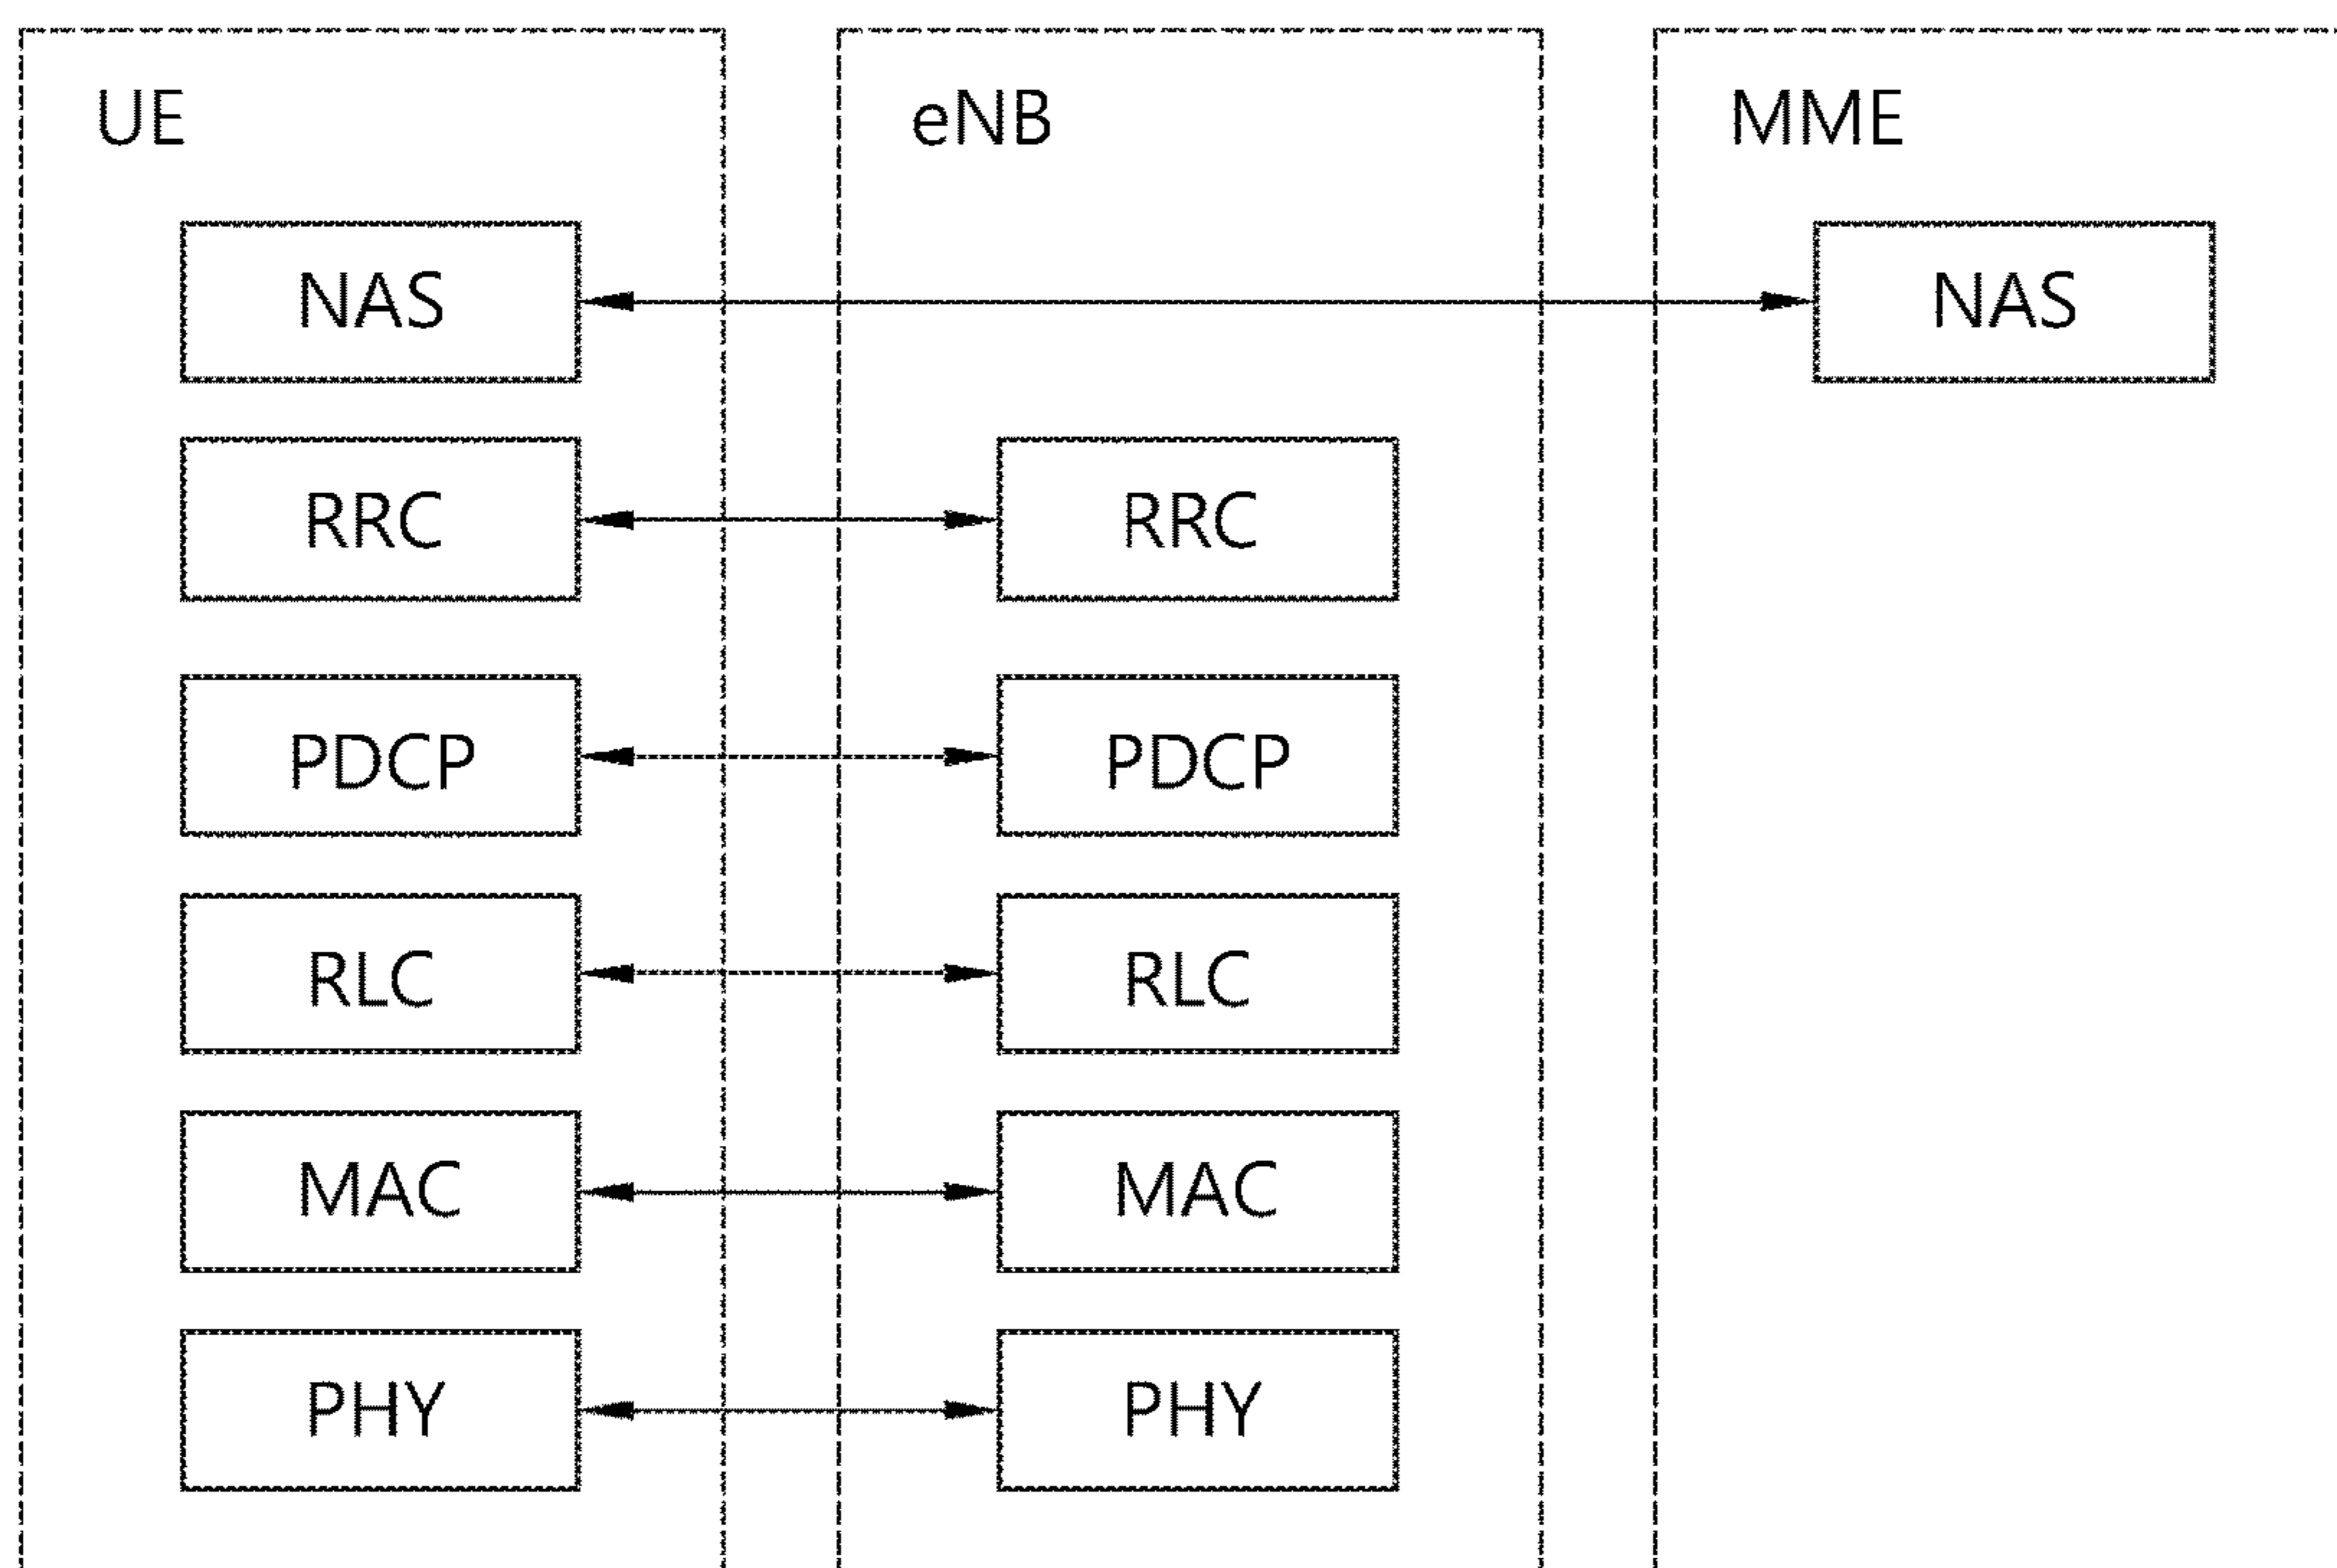 UE eNB MME
NAS NAS
RRC RRC
PDCP PDCP
RLC RLC
MAC MAC
PHY PHY